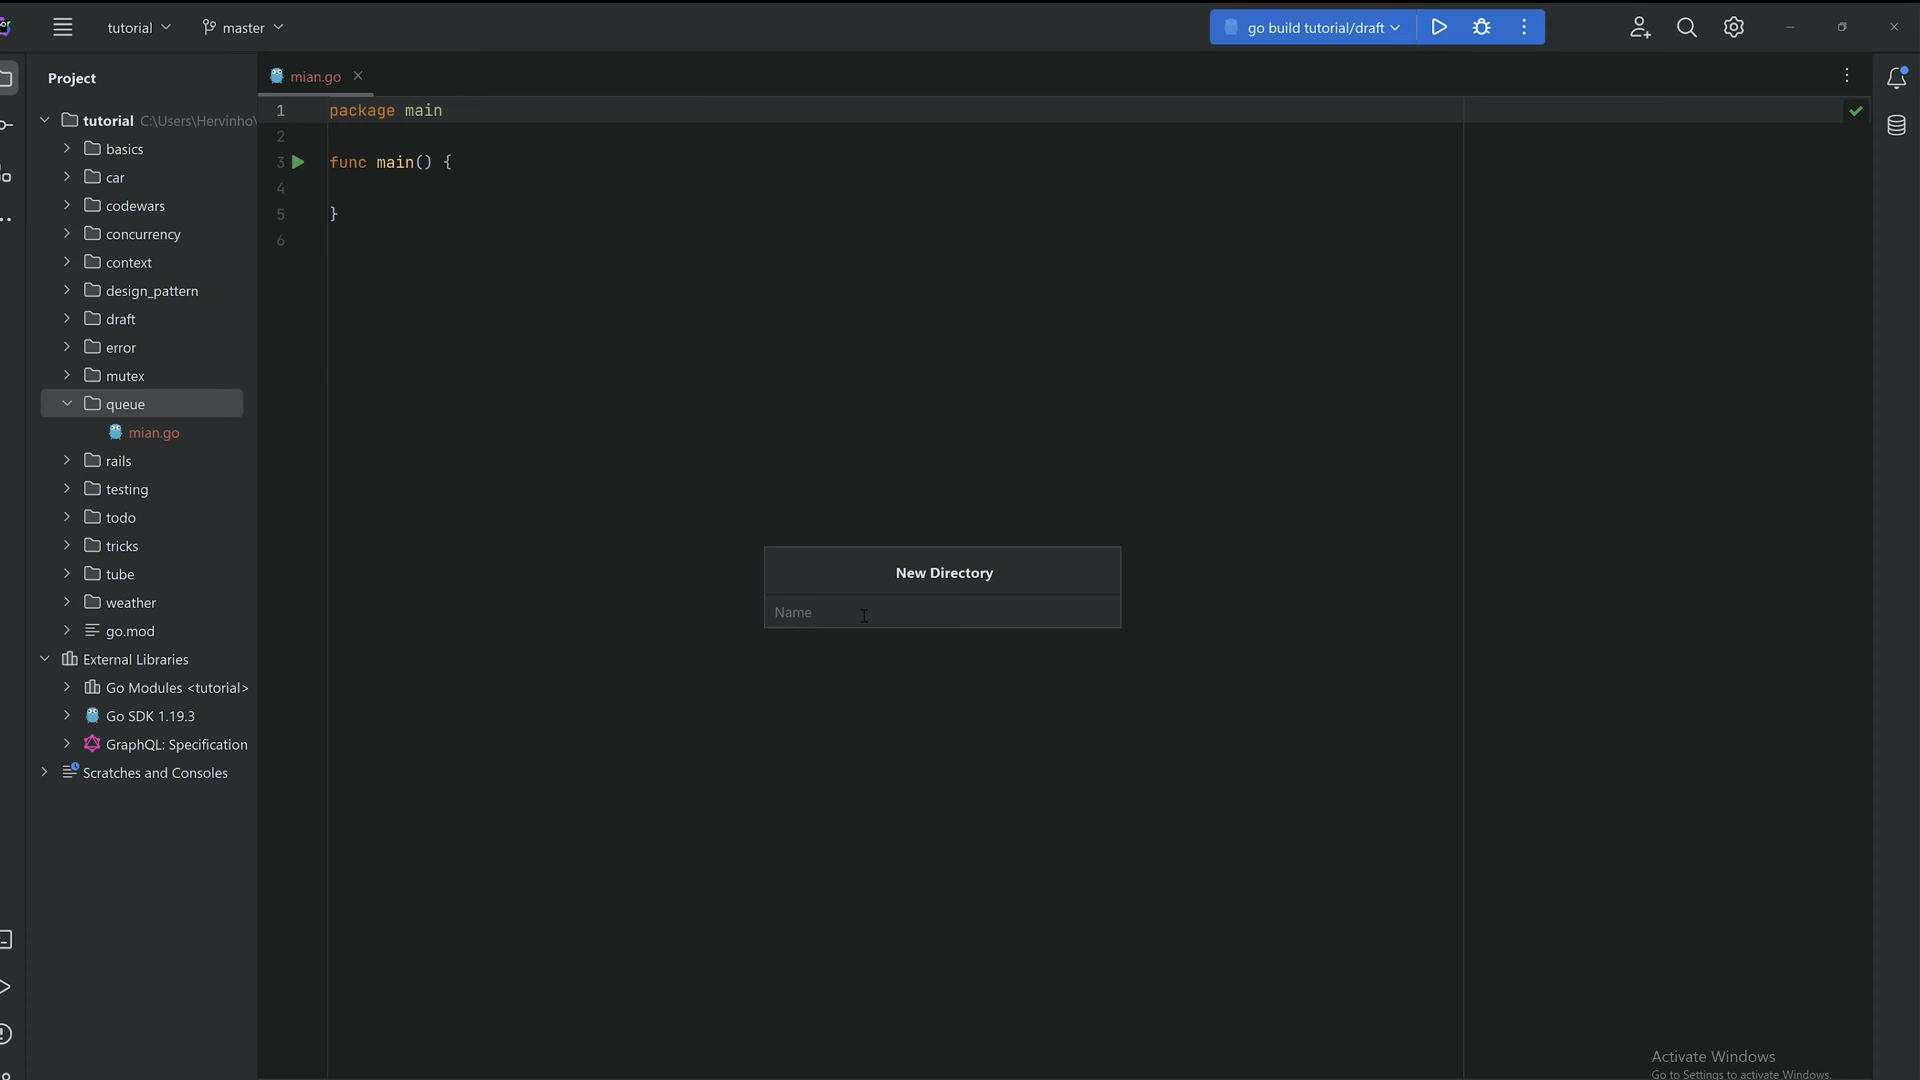 tutorial
master
go build tutorial/draft
Project
mian.go
tutorial C:\Users\Hervinho\
basics
car
codewars
concurrency
context
design_pattern
draft
error
mutex
queue
mian.go
rails
testing
todo
tricks
tube
weather
go.mod
External Libraries
Go Modules <tutorial>
Go SDK 1.19.3
GraphQL: Specification
Scratches and Consoles
1 package main
2
3 func main() {
4
5 }
6
New Directory
Name
Activate Windows
Go to Settings to activate Windows.